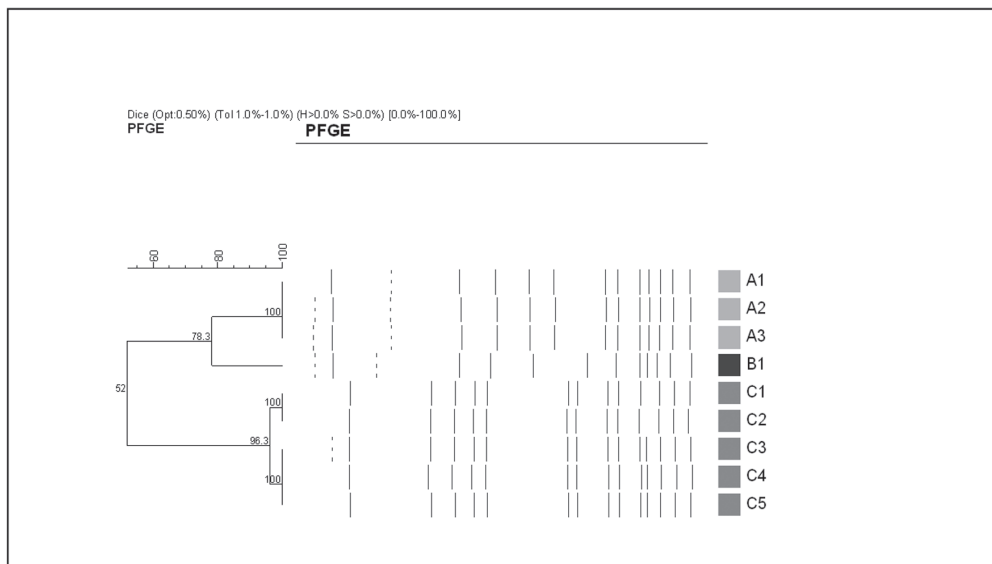 Dice (Opt:0.50%) (Tol 1.0%-1.0%) (H>0.0% S>0.0%) [0.0%-100.0%]
PFGE PFGE
60 80 100
A1
100 A2
78.3 A3
B1
52
100 C1
C2
96.3 C3
100 C4
C5